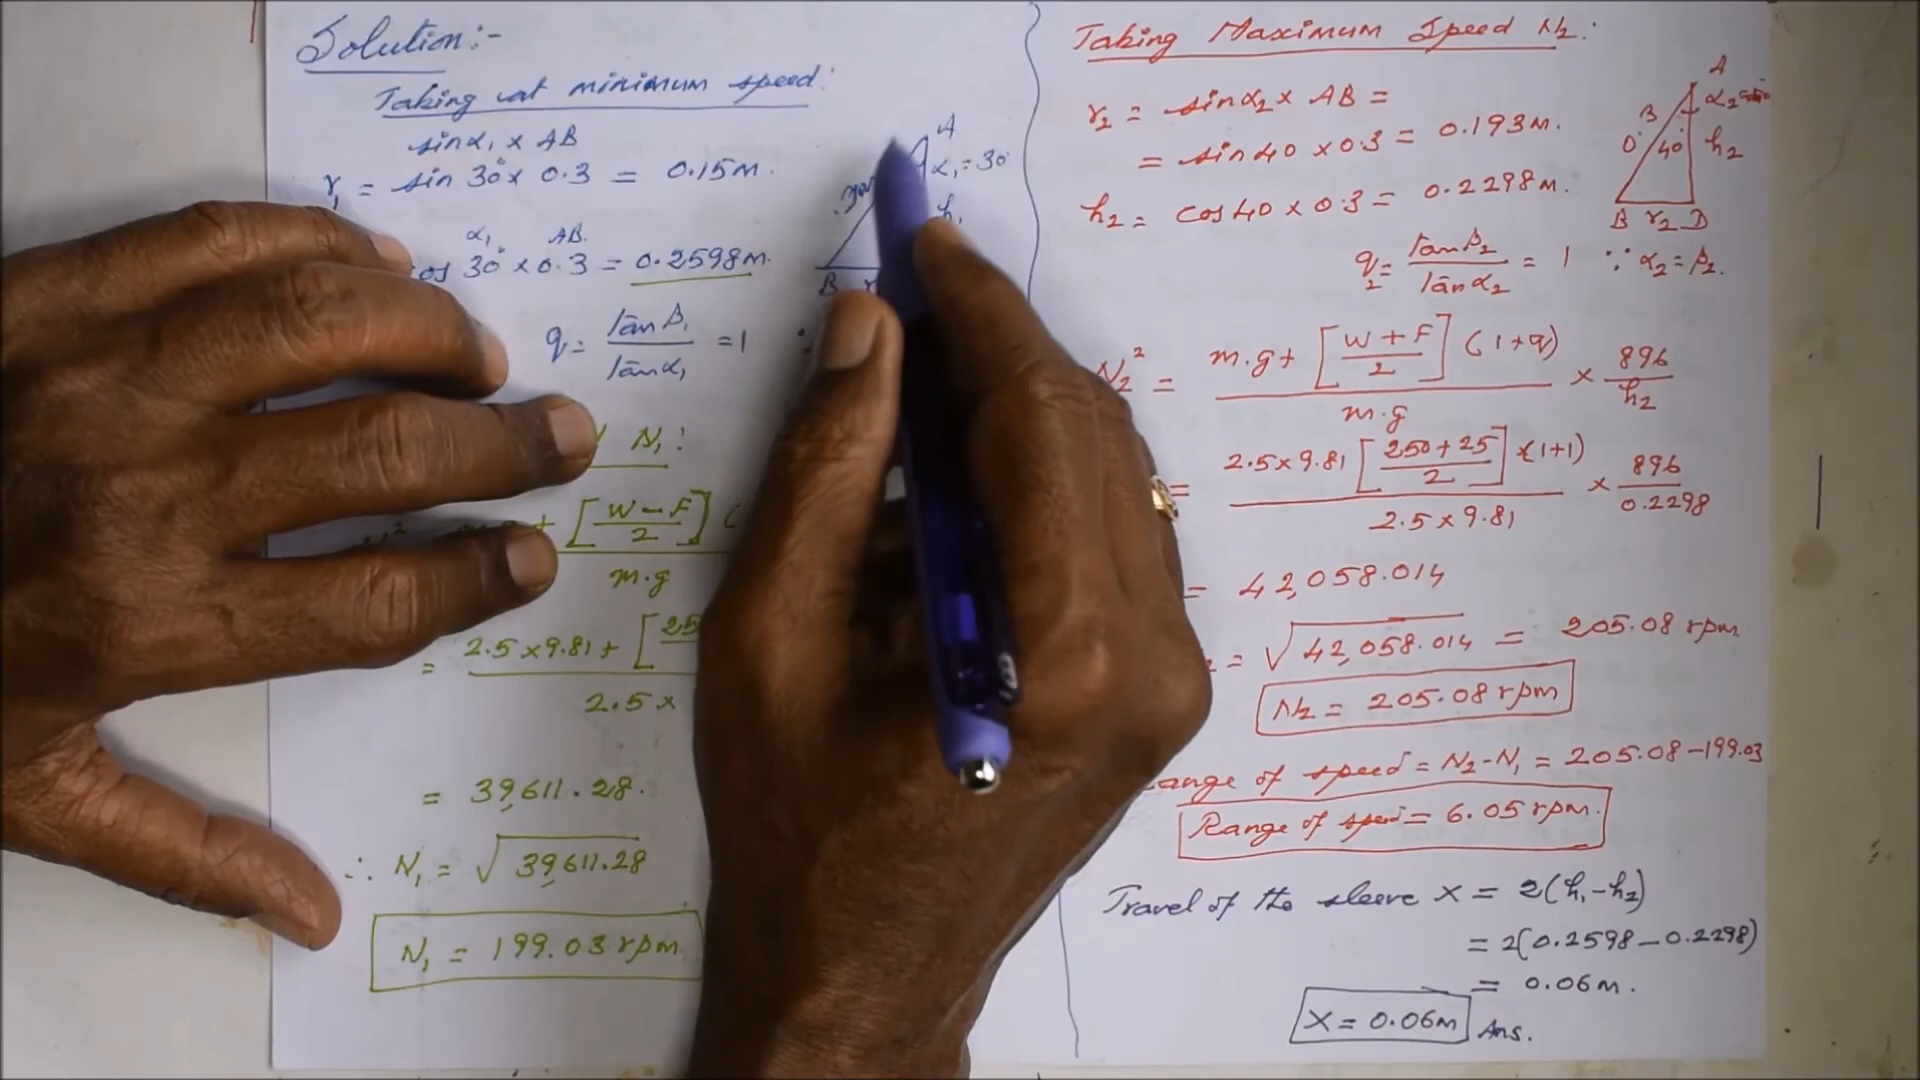 Solution:-
Taking at minimum speed:
sinα₁ × AB
r₁ = sin 30° × 0.3 = 0.15m.
α₁ AB.
cos 30° × 0.3 = 0.2598m.
A
α₁ = 30°
h₁
B
q = tanβ₁ / tanα₁ = 1
N₁:
+ [W - F / 2] (
m.g
= 2.5 × 9.81 + [
2.5 ×
= 39,611.28.
∴ N₁ = √39,611.28
N₁ = 199.03 rpm
Taking Maximum Speed N₂:
r₂ = sinα₂ × AB =
= sin40 × 0.3 = 0.193m.
h₂ = cos40 × 0.3 = 0.2298m.
A
α₂
40°
h₂
B r₂ D
q₂ = tanβ₂ / tanα₂ = 1 ∵ α₂ = β₂.
N₂² = m.g + [W + F / 2] (1+q) / m.g × 896 / h₂
= 2.5 × 9.81 [250 + 25 / 2] × (1+1) / 2.5 × 9.81 × 896 / 0.2298
= 42,058.014
= √42,058.014 = 205.08 rpm
N₂ = 205.08 rpm
Range of speed = N₂ - N₁ = 205.08 - 199.03
Range of speed = 6.05 rpm.
Travel of the sleeve x = 2(h₁ - h₂)
= 2(0.2598 - 0.2298)
= 0.06m.
X = 0.06m Ans.